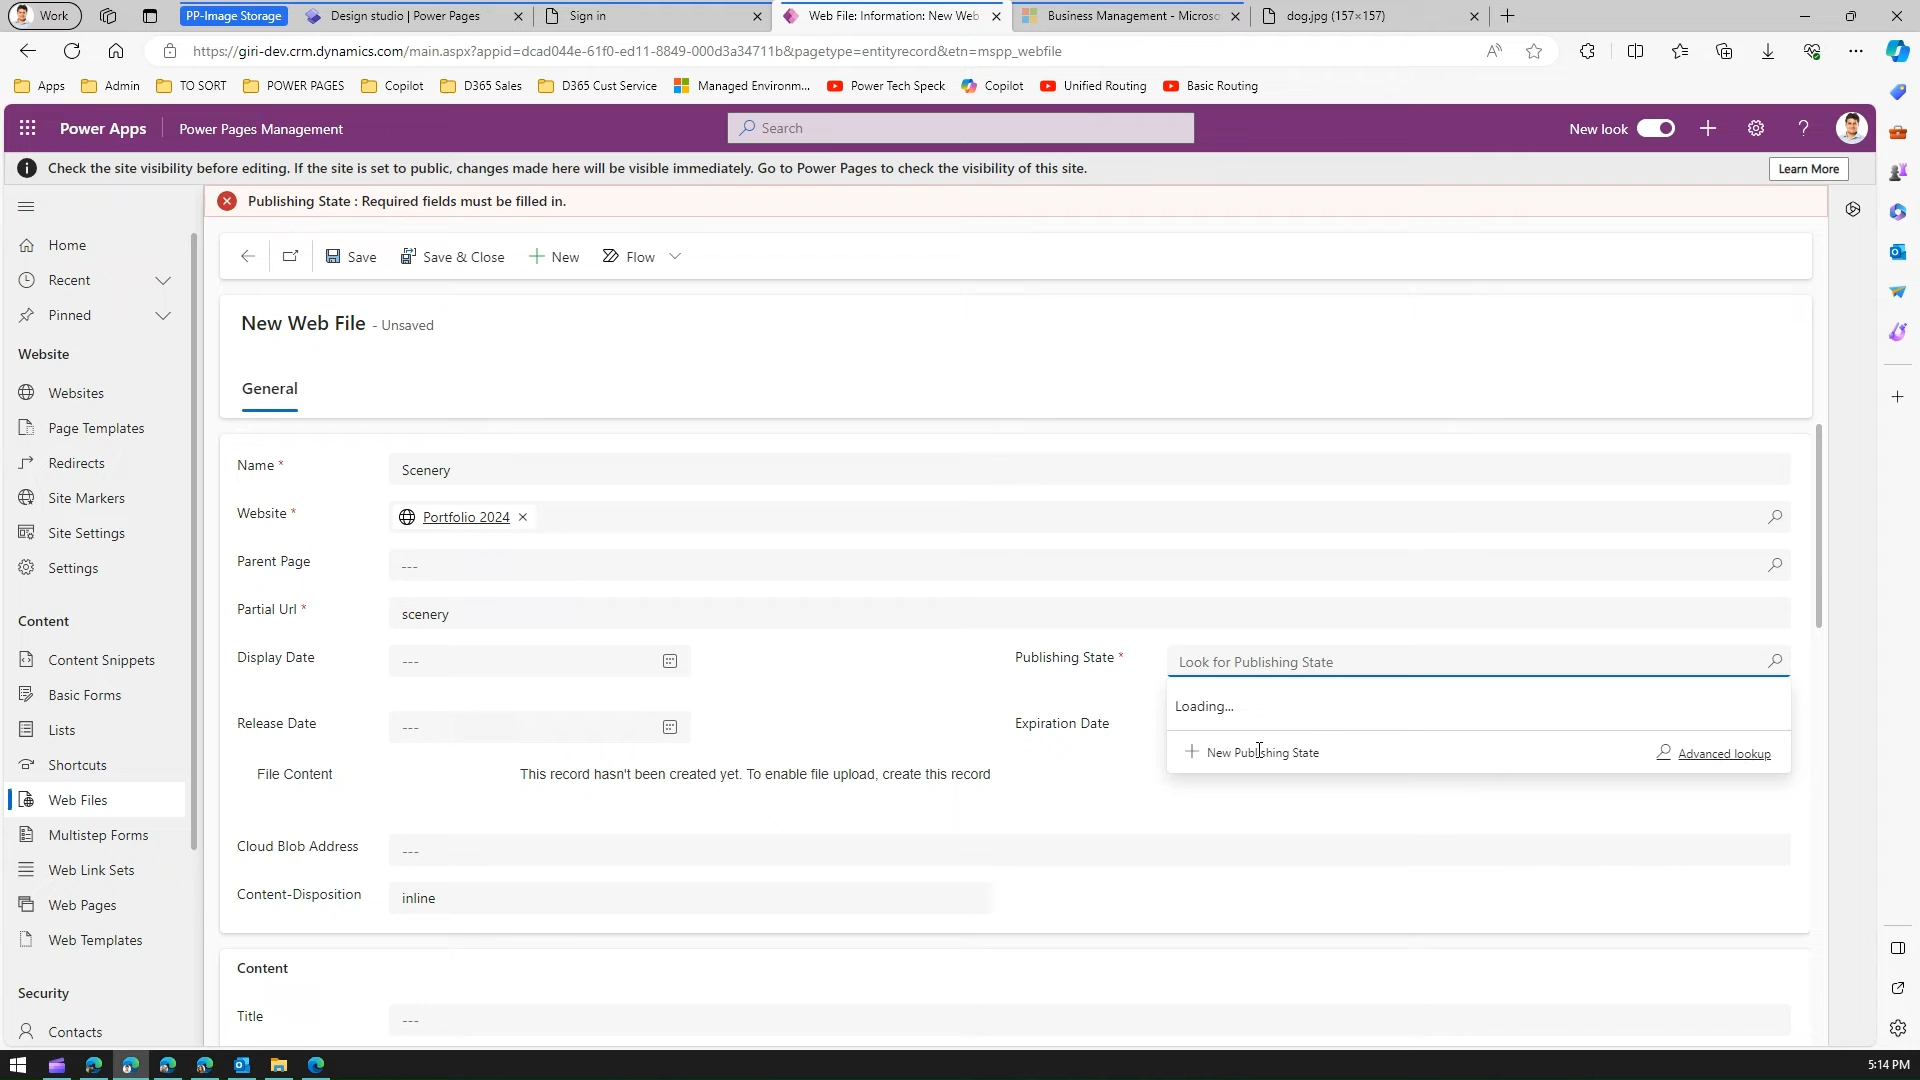 Work
PP-Image Storage
Design studio | Power Pages
Sign in
Web File: Information: New Web
Business Management - Microso
dog.jpg (157×157)
https://giri-dev.crm.dynamics.com/main.aspx?appid=dcad044e-61f0-ed11-8849-000d3a34711b&pagetype=entityrecord&etn=mspp_webfile
Apps
Admin
TO SORT
POWER PAGES
Copilot
D365 Sales
D365 Cust Service
Managed Environm...
Power Tech Speck
Copilot
Unified Routing
Basic Routing
Power Apps
Power Pages Management
Search
New look
Check the site visibility before editing. If the site is set to public, changes made here will be visible immediately. Go to Power Pages to check the visibility of this site.
Learn More
Publishing State : Required fields must be filled in.
Home
Recent
Pinned
Website
Websites
Page Templates
Redirects
Site Markers
Site Settings
Settings
Content
Content Snippets
Basic Forms
Lists
Shortcuts
Web Files
Multistep Forms
Web Link Sets
Web Pages
Web Templates
Security
Contacts
Save
Save & Close
New
Flow
New Web File - Unsaved
General
Name *
Scenery
Website *
Portfolio 2024
Parent Page
---
Partial Url *
scenery
Display Date
---
Publishing State *
Look for Publishing State
Loading...
New Publishing State
Advanced lookup
Release Date
---
Expiration Date
File Content
This record hasn't been created yet. To enable file upload, create this record
Cloud Blob Address
---
Content-Disposition
inline
Content
Title
---
5:14 PM